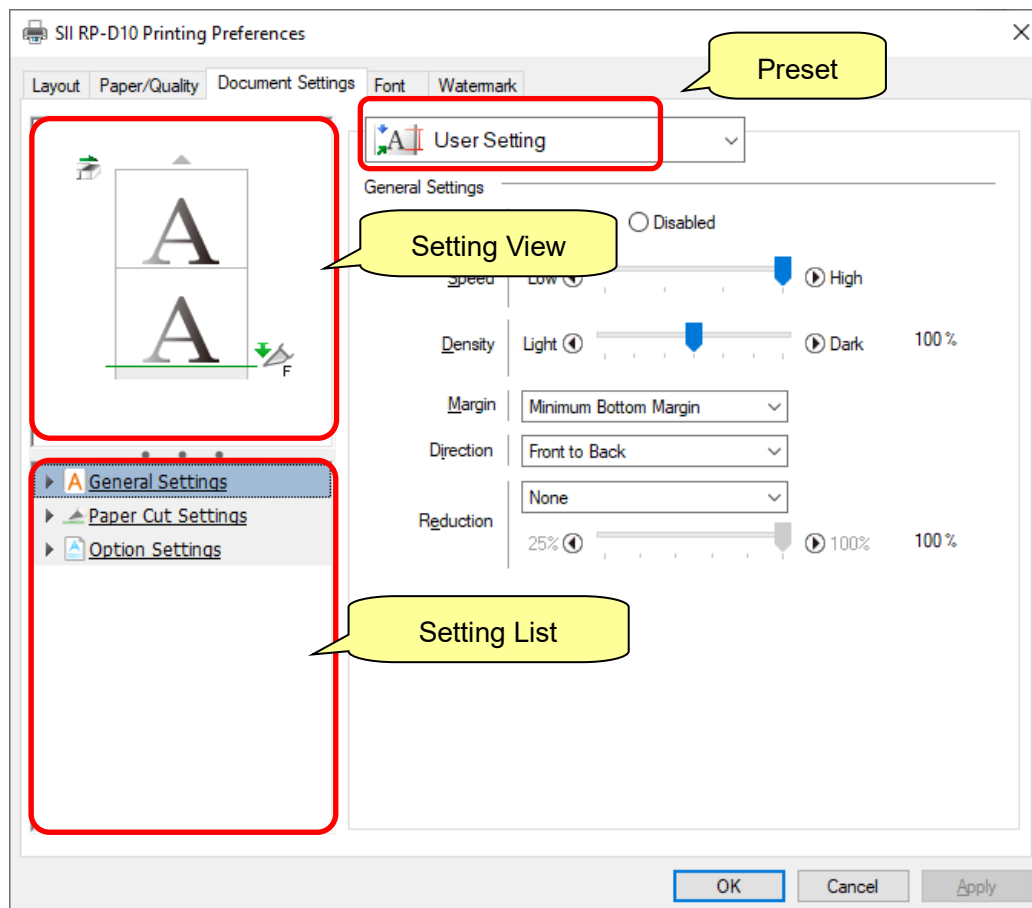 SII RP-D10 Printing Preferences
Preset
Layout Paper/Quality Document Settings Font Watermark
A User Setting
General Settings
Disabled
Setting View
Speed Low High
A
A
F
Density Light Dark 100 %
Margin Minimum Bottom Margin
Direction Front to Back
Reduction None
25% 100% 100 %
A General Settings
Paper Cut Settings
A Option Settings
Setting List
OK Cancel Apply